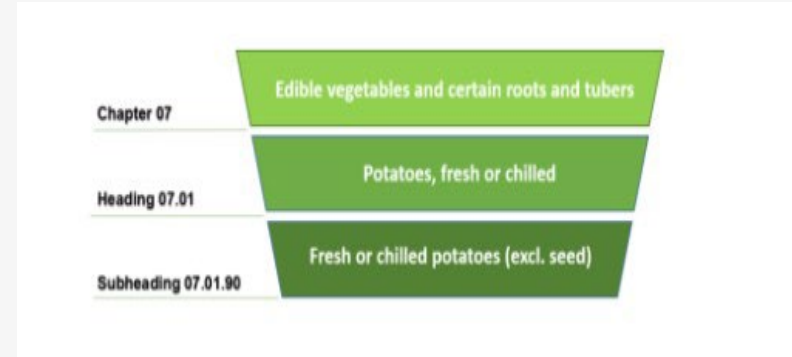 Edible vegetables and certain roots and tubers
Chapter 07
Potatoes, fresh or chilled
Heading 07.01
Fresh or chilled potatoes (excl. seed)
Subheading 07.01.90